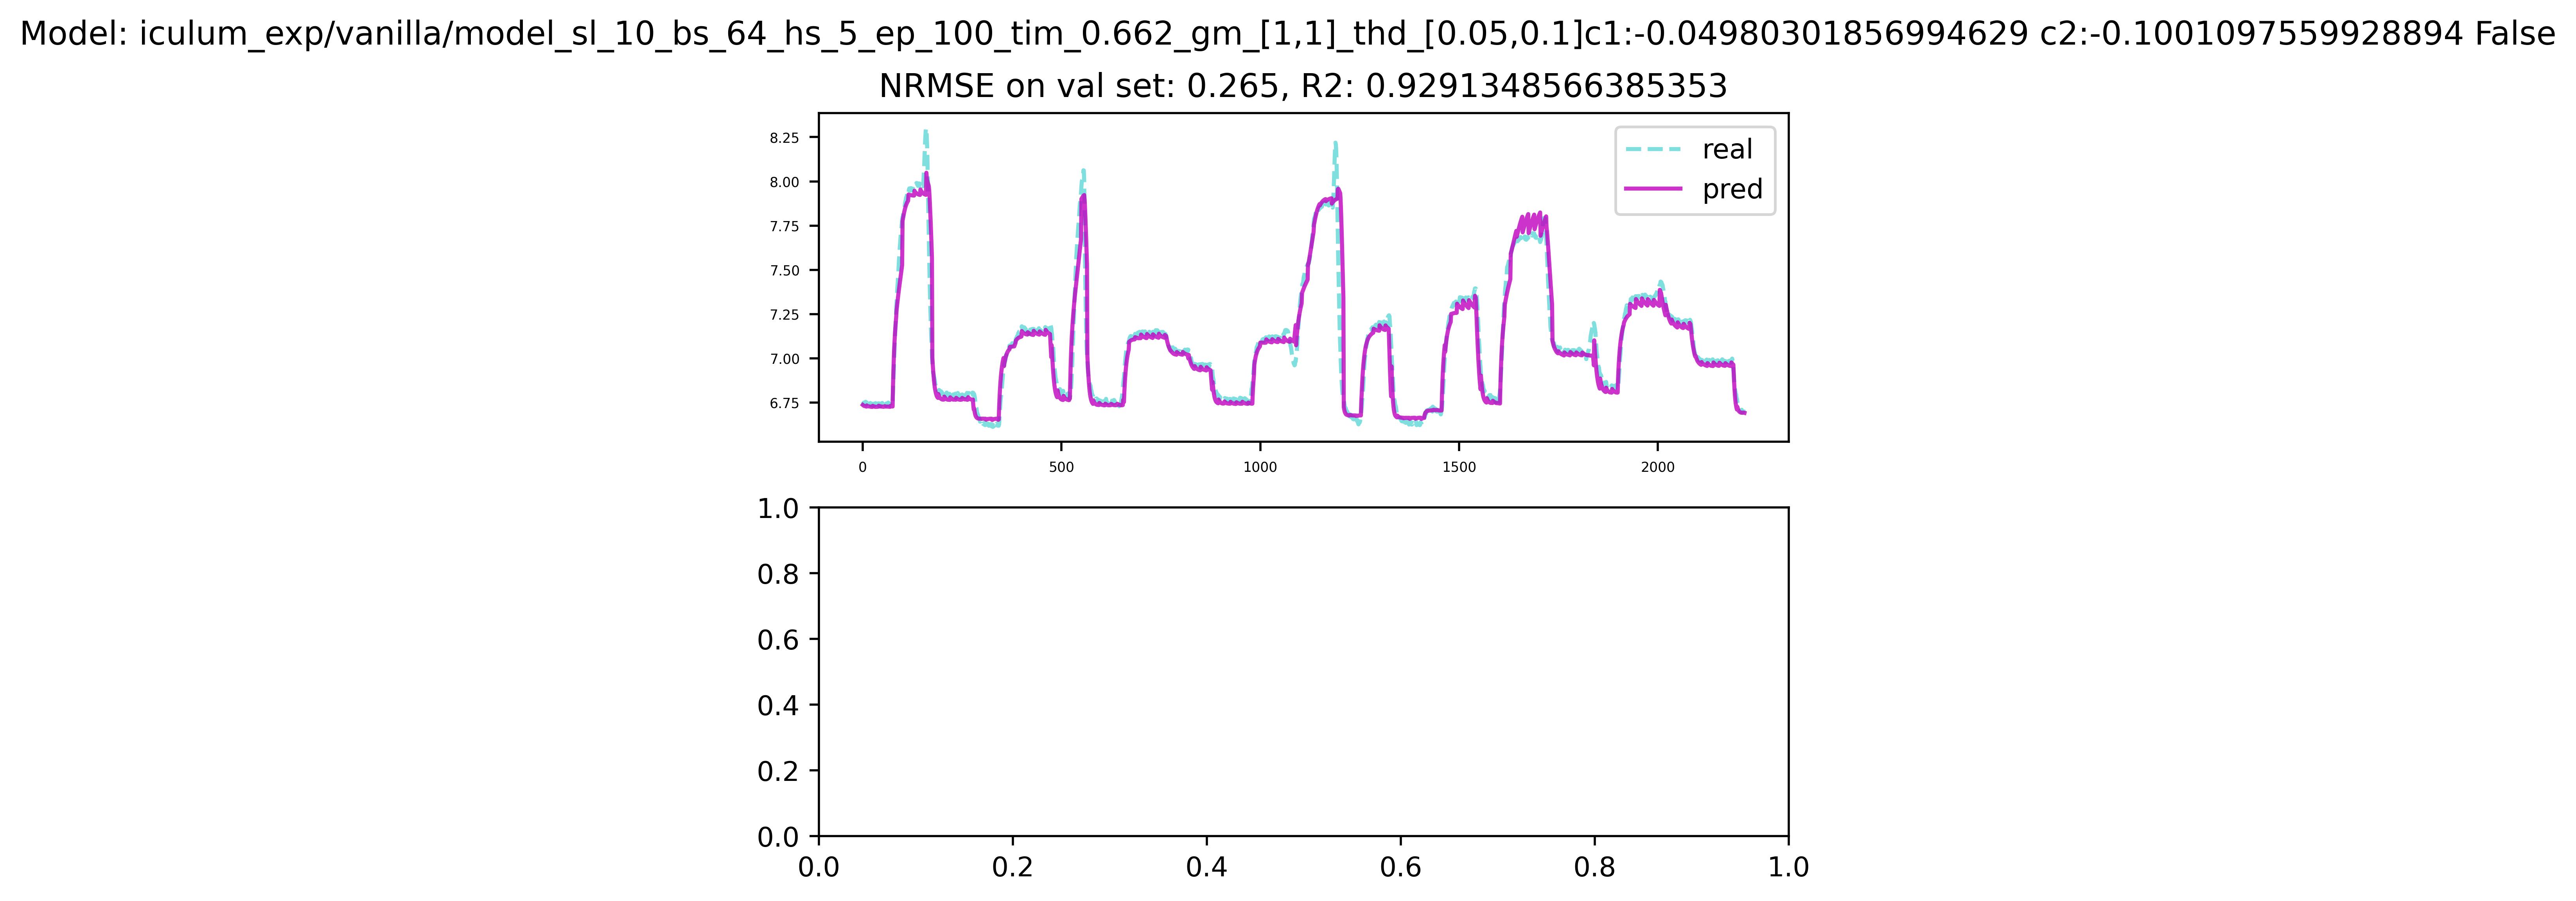 Model: iculum_exp/vanilla/model_sl_10_bs_64_hs_5_ep_100_tim_0.662_gm_[1,1]_thd_[0.05,0.1]c1:-0.04980301856994629 c2:-0.1001097559928894 False
NRMSE on val set: 0.265, R2: 0.9291348566385353
8.25
8.00
7.75
7.50
7.25
7.00
6.75
real
pred
0 500 1000 1500 2000
1.0
0.8
0.6
0.4
0.2
0.0
0.0 0.2 0.4 0.6 0.8 1.0